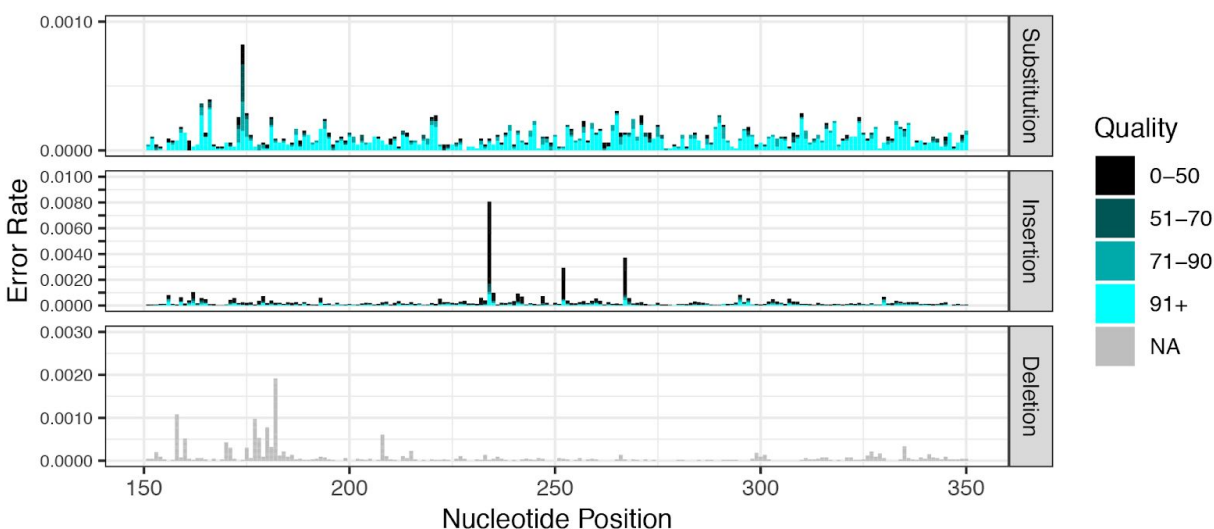 0.0010
0.0000
Substitution
0.0100
0.0080
0.0060
0.0040
0.0020
0.0000
Insertion
0.0030
0.0020
0.0010
0.0000
Deletion
Error Rate
150 200 250 300 350
Nucleotide Position
Quality
0–50
51–70
71–90
91+
NA